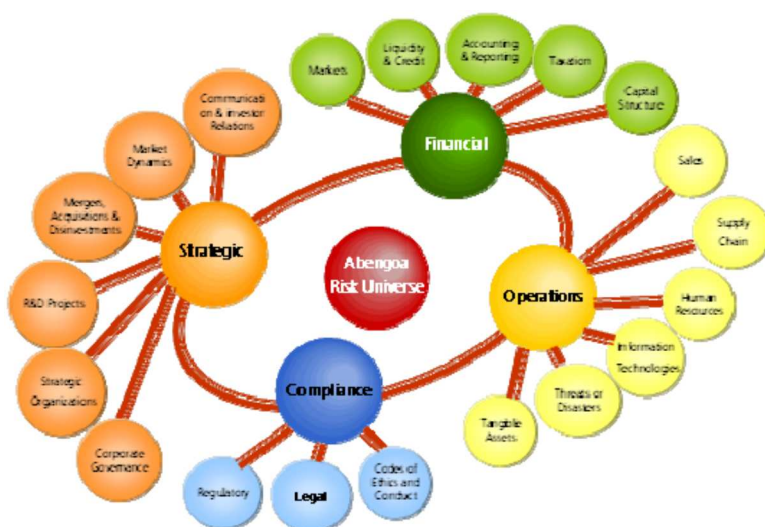 Markets
Liquidity
& Credit
Accounting
& Reporting
Taxation
Capital
Structure
Financial
Communicati
on & investor
Relations
Market
Dynamics
Mergers,
Acquisitions &
Disinvestments
R&D Projects
Strategic
Organizations
Corporate
Governance
Strategic
Abengoa
Risk Universe
Sales
Supply
Chain
Human
Resources
Information
Technologies
Threats or
Disasters
Tangible
Assets
Operations
Compliance
Regulatory
Legal
Codes of
Ethics and
Conduct